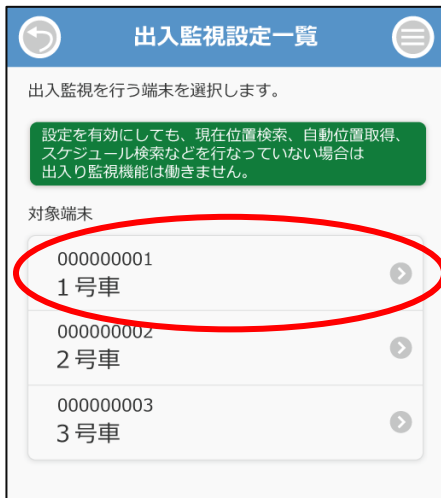 出入監視設定一覧
出入監視を行う端末を選択します。
設定を有効にしても、現在位置検索、自動位置取得、
スケジュール検索などを行なっていない場合は
出入り監視機能は働きません。
対象端末
000000001
1号車
000000002
2号車
000000003
3号車